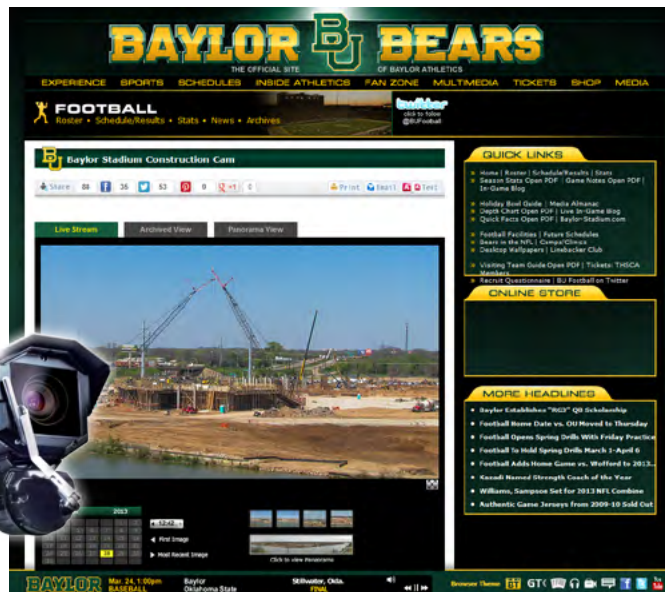 BAYLOR BU BEARS
THE OFFICIAL SITE OF BAYLOR ATHLETICS
EXPERIENCE SPORTS SCHEDULES INSIDE ATHLETICS FAN ZONE MULTIMEDIA TICKETS SHOP MEDIA
FOOTBALL
Roster • Schedule/Results • Stats • News • Archives
twitter
click to follow
@BUFootball
BU Baylor Stadium Construction Cam
Share 88 35 53 0 +1 0 Print Email A A Text
Live Stream Archived View Panorama View
2013
12:42
First Image
Most Recent Image
Click to view Panorama
QUICK LINKS
» Home | Roster | Schedule/Results | Stats
» Season Stats Open PDF | Game Notes Open PDF |
In-Game Blog
» Holiday Bowl Guide | Media Almanac
» Depth Chart Open PDF | Live In-Game Blog
» Quick Facts Open PDF | Baylor-Stadium.com
» Football Facilities | Future Schedules
» Bears in the NFL | Camps/Clinics
» Desktop Wallpapers | Linebacker Club
» Visiting Team Guide Open PDF | Tickets: THSCA
Members
» Recruit Questionnaire | BU Football on Twitter
ONLINE STORE
MORE HEADLINES
• Baylor Establishes "RG3" QB Scholarship
• Football Home Date vs. OU Moved to Thursday
• Football Opens Spring Drills With Friday Practice
• Football To Hold Spring Drills March 1-April 6
• Football Adds Home Game vs. Wofford to 2013...
• Kasadi Named Strength Coach of the Year
• Williams, Sampson Set for 2013 NFL Combine
• Authentic Game Jerseys from 2009-10 Sold Out
BAYLOR Mar. 24, 1:00pm Baylor Stillwater, Okla. Browser Theme
BASEBALL Oklahoma State FINAL